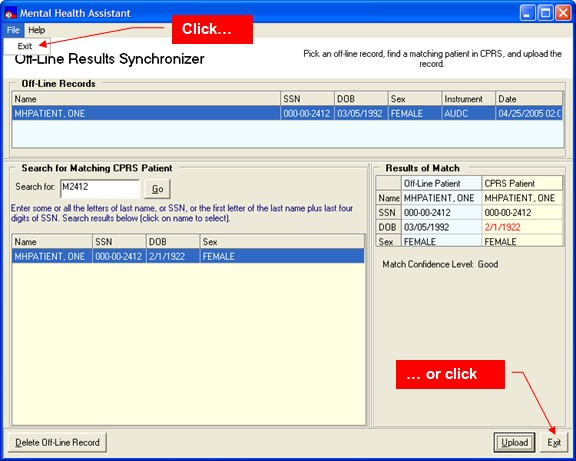 Mental Health Assistant
File Help
Click…
Exit
Off-Line Results Synchronizer
Pick an off-line record, find a matching patient in CPRS, and upload the
record.
Off-Line Records
Name SSN DOB Sex Instrument Date
MHPATIENT, ONE 000-00-2412 03/05/1992 FEMALE AUDC 04/25/2005 02:0
Search for Matching CPRS Patient
Search for: M2412 Go
Enter some or all the letters of last name, or SSN, or the first letter of the last name plus last four
digits of SSN. Search results below (click on name to select).
Name SSN DOB Sex
MHPATIENT, ONE 000-00-2412 2/1/1922 FEMALE
Results of Match
Off-Line Patient CPRS Patient
Name MHPATIENT, ONE MHPATIENT, ONE
SSN 000-00-2412 000-00-2412
DOB 03/05/1992 2/1/1922
Sex FEMALE FEMALE
Match Confidence Level: Good
… or click
Delete Off-Line Record Upload Exit